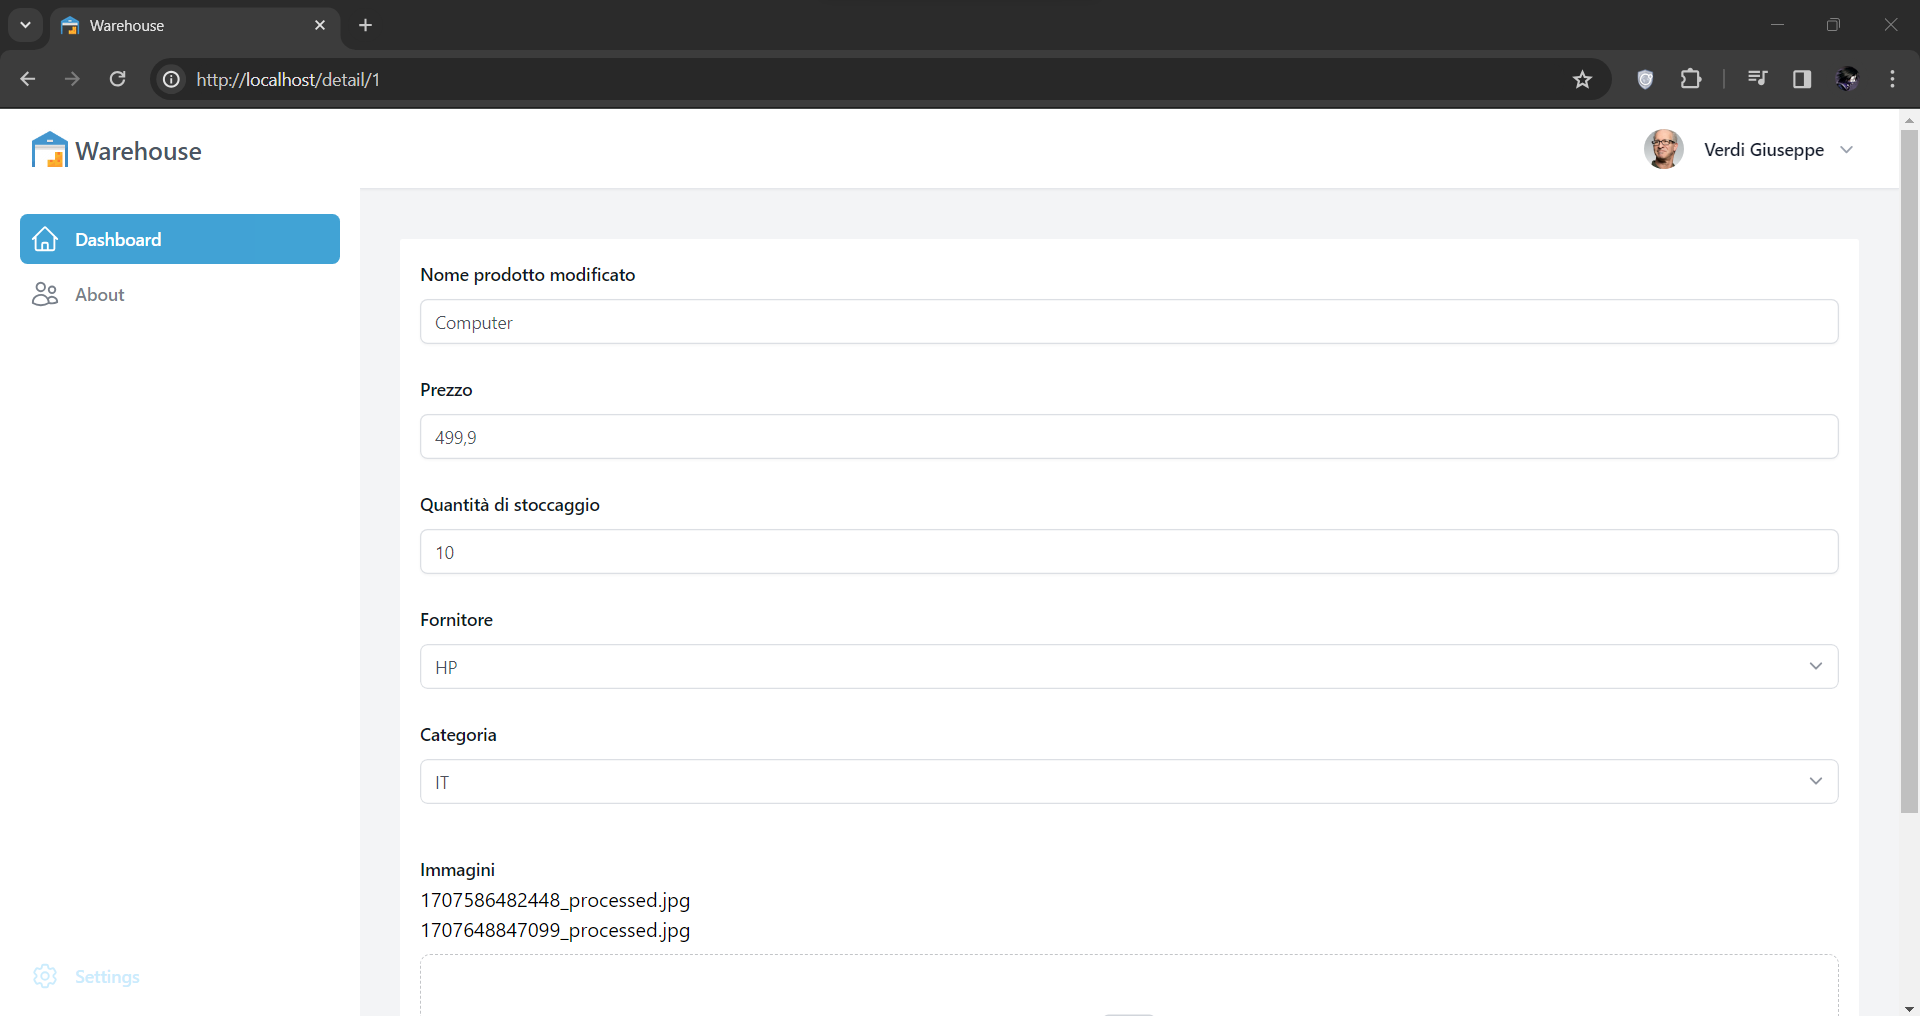 Warehouse
http://localhost/detail/1
Warehouse
Verdi Giuseppe
Dashboard
About
Nome prodotto modificato
Computer
Prezzo
499,9
Quantità di stoccaggio
10
Fornitore
HP
Categoria
IT
Immagini
1707586482448_processed.jpg
1707648847099_processed.jpg
Settings